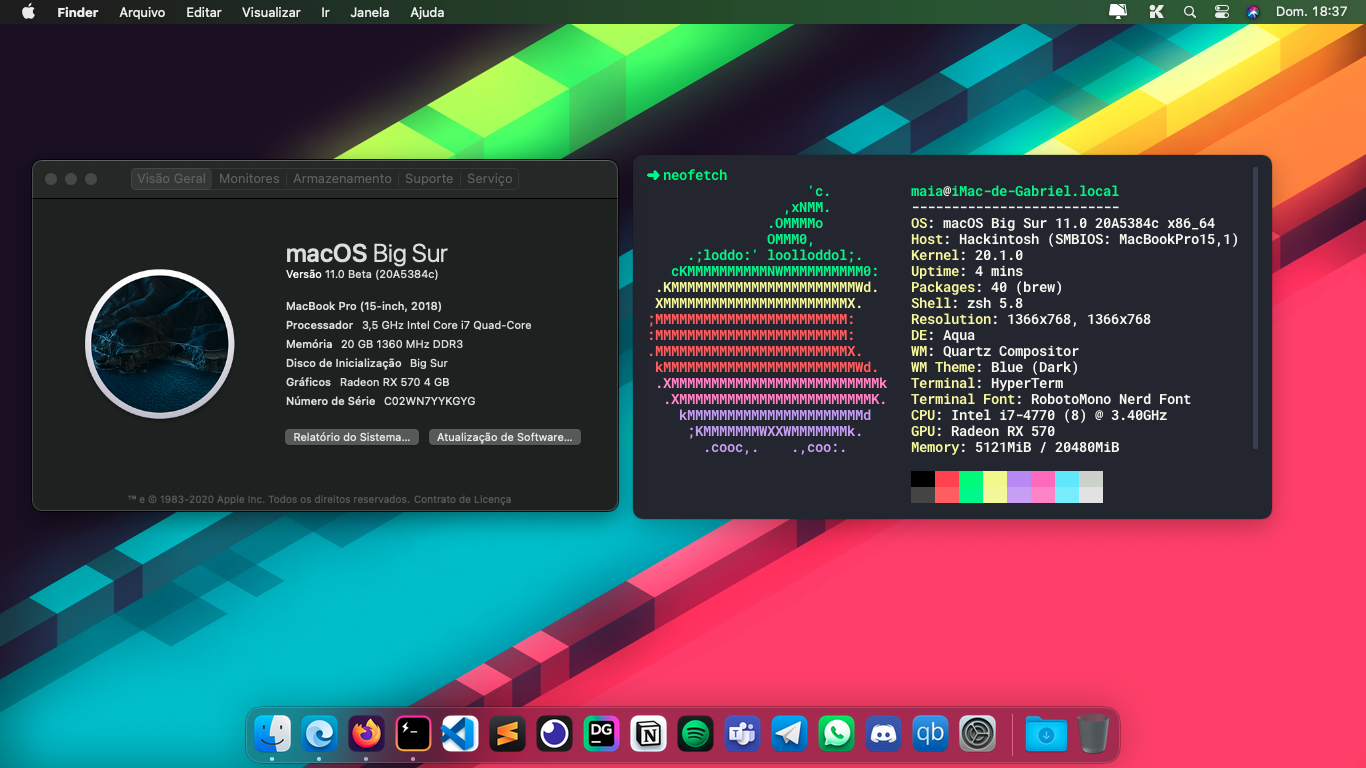 Finder Arquivo Editar Visualizar Ir Janela Ajuda Dom. 18:37
Visão Geral Monitores Armazenamento Suporte Serviço
macOS Big Sur
Versão 11.0 Beta (20A5384c)
MacBook Pro (15-inch, 2018)
Processador 3,5 GHz Intel Core i7 Quad-Core
Memória 20 GB 1360 MHz DDR3
Disco de Inicialização Big Sur
Gráficos Radeon RX 570 4 GB
Número de Série C02WN7YYKGYG
Relatório do Sistema... Atualização de Software...
™ e © 1983-2020 Apple Inc. Todos os direitos reservados. Contrato de Licença
➜ neofetch
'c.
,xNMM.
.OMMMMo
OMMM0,
.;loddo:' loolloddol;.
cKMMMMMMMMMMNWMMMMMMMMMM0:
.KMMMMMMMMMMMMMMMMMMMMMMMWd.
XMMMMMMMMMMMMMMMMMMMMMMMX.
;MMMMMMMMMMMMMMMMMMMMMMMM:
:MMMMMMMMMMMMMMMMMMMMMMMM:
.MMMMMMMMMMMMMMMMMMMMMMMMX.
kMMMMMMMMMMMMMMMMMMMMMMMMWd.
.XMMMMMMMMMMMMMMMMMMMMMMMMMMk
.XMMMMMMMMMMMMMMMMMMMMMMMMK.
kMMMMMMMMMMMMMMMMMMMMMMd
;KMMMMMMMWXXWMMMMMMMk.
.cooc,. .,coo:.
maia@iMac-de-Gabriel.local
--------------------------
OS: macOS Big Sur 11.0 20A5384c x86_64
Host: Hackintosh (SMBIOS: MacBookPro15,1)
Kernel: 20.1.0
Uptime: 4 mins
Packages: 40 (brew)
Shell: zsh 5.8
Resolution: 1366x768, 1366x768
DE: Aqua
WM: Quartz Compositor
WM Theme: Blue (Dark)
Terminal: HyperTerm
Terminal Font: RobotoMono Nerd Font
CPU: Intel i7-4770 (8) @ 3.40GHz
GPU: Radeon RX 570
Memory: 5121MiB / 20480MiB
DG
qb